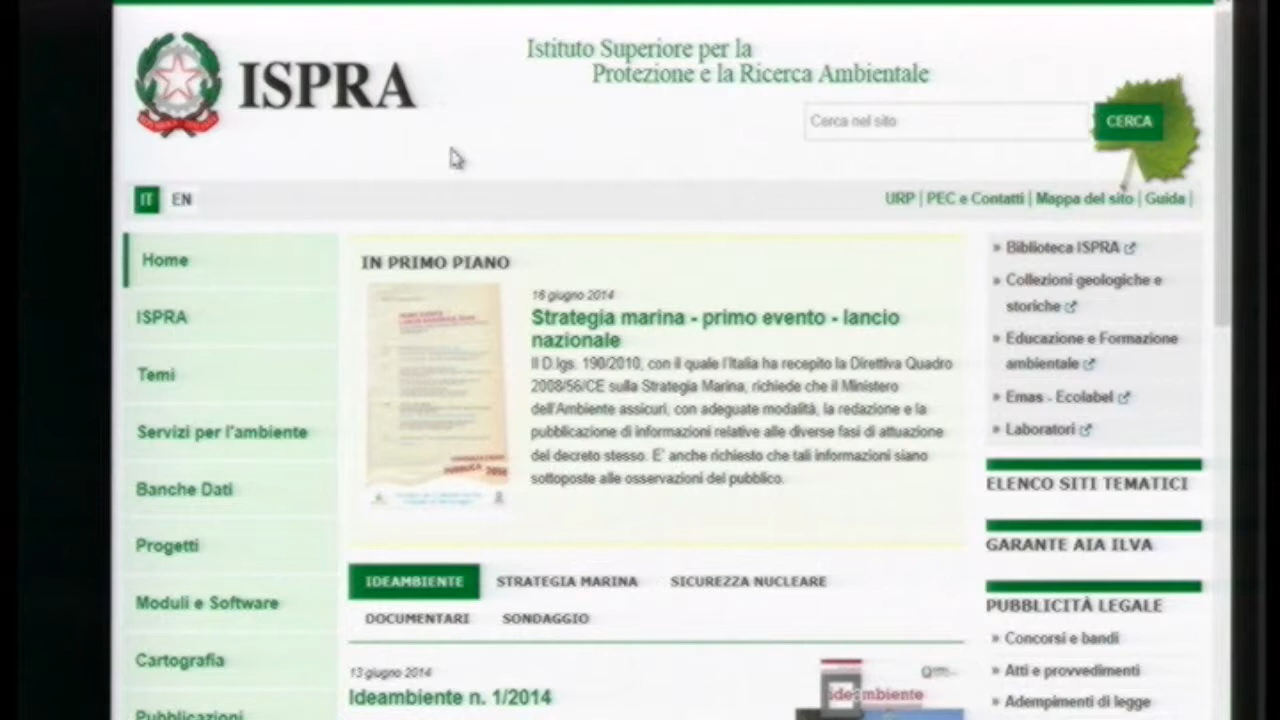 ISPRA
Istituto Superiore per la
Protezione e la Ricerca Ambientale
Cerca nel sito
CERCA
IT EN
URP | PEC e Contatti | Mappa del sito | Guida |
Home
ISPRA
Temi
Servizi per l'ambiente
Banche Dati
Progetti
Moduli e Software
Cartografia
Pubblicazioni
IN PRIMO PIANO
16 giugno 2014
Strategia marina - primo evento - lancio
nazionale
Il D.lgs. 190/2010, con il quale l'Italia ha recepito la Direttiva Quadro
2008/56/CE sulla Strategia Marina, richiede che il Ministero
dell'Ambiente assicuri, con adeguate modalità, la redazione e la
pubblicazione di informazioni relative alle diverse fasi di attuazione
del decreto stesso. E' anche richiesto che tali informazioni siano
sottoposte alle osservazioni del pubblico.
IDEAMBIENTE STRATEGIA MARINA SICUREZZA NUCLEARE
DOCUMENTARI SONDAGGIO
13 giugno 2014
Ideambiente n. 1/2014
ideambiente
» Biblioteca ISPRA
» Collezioni geologiche e
storiche
» Educazione e Formazione
ambientale
» Emas - Ecolabel
» Laboratori
ELENCO SITI TEMATICI
GARANTE AIA ILVA
PUBBLICITÀ LEGALE
» Concorsi e bandi
» Atti e provvedimenti
» Adempimenti di legge